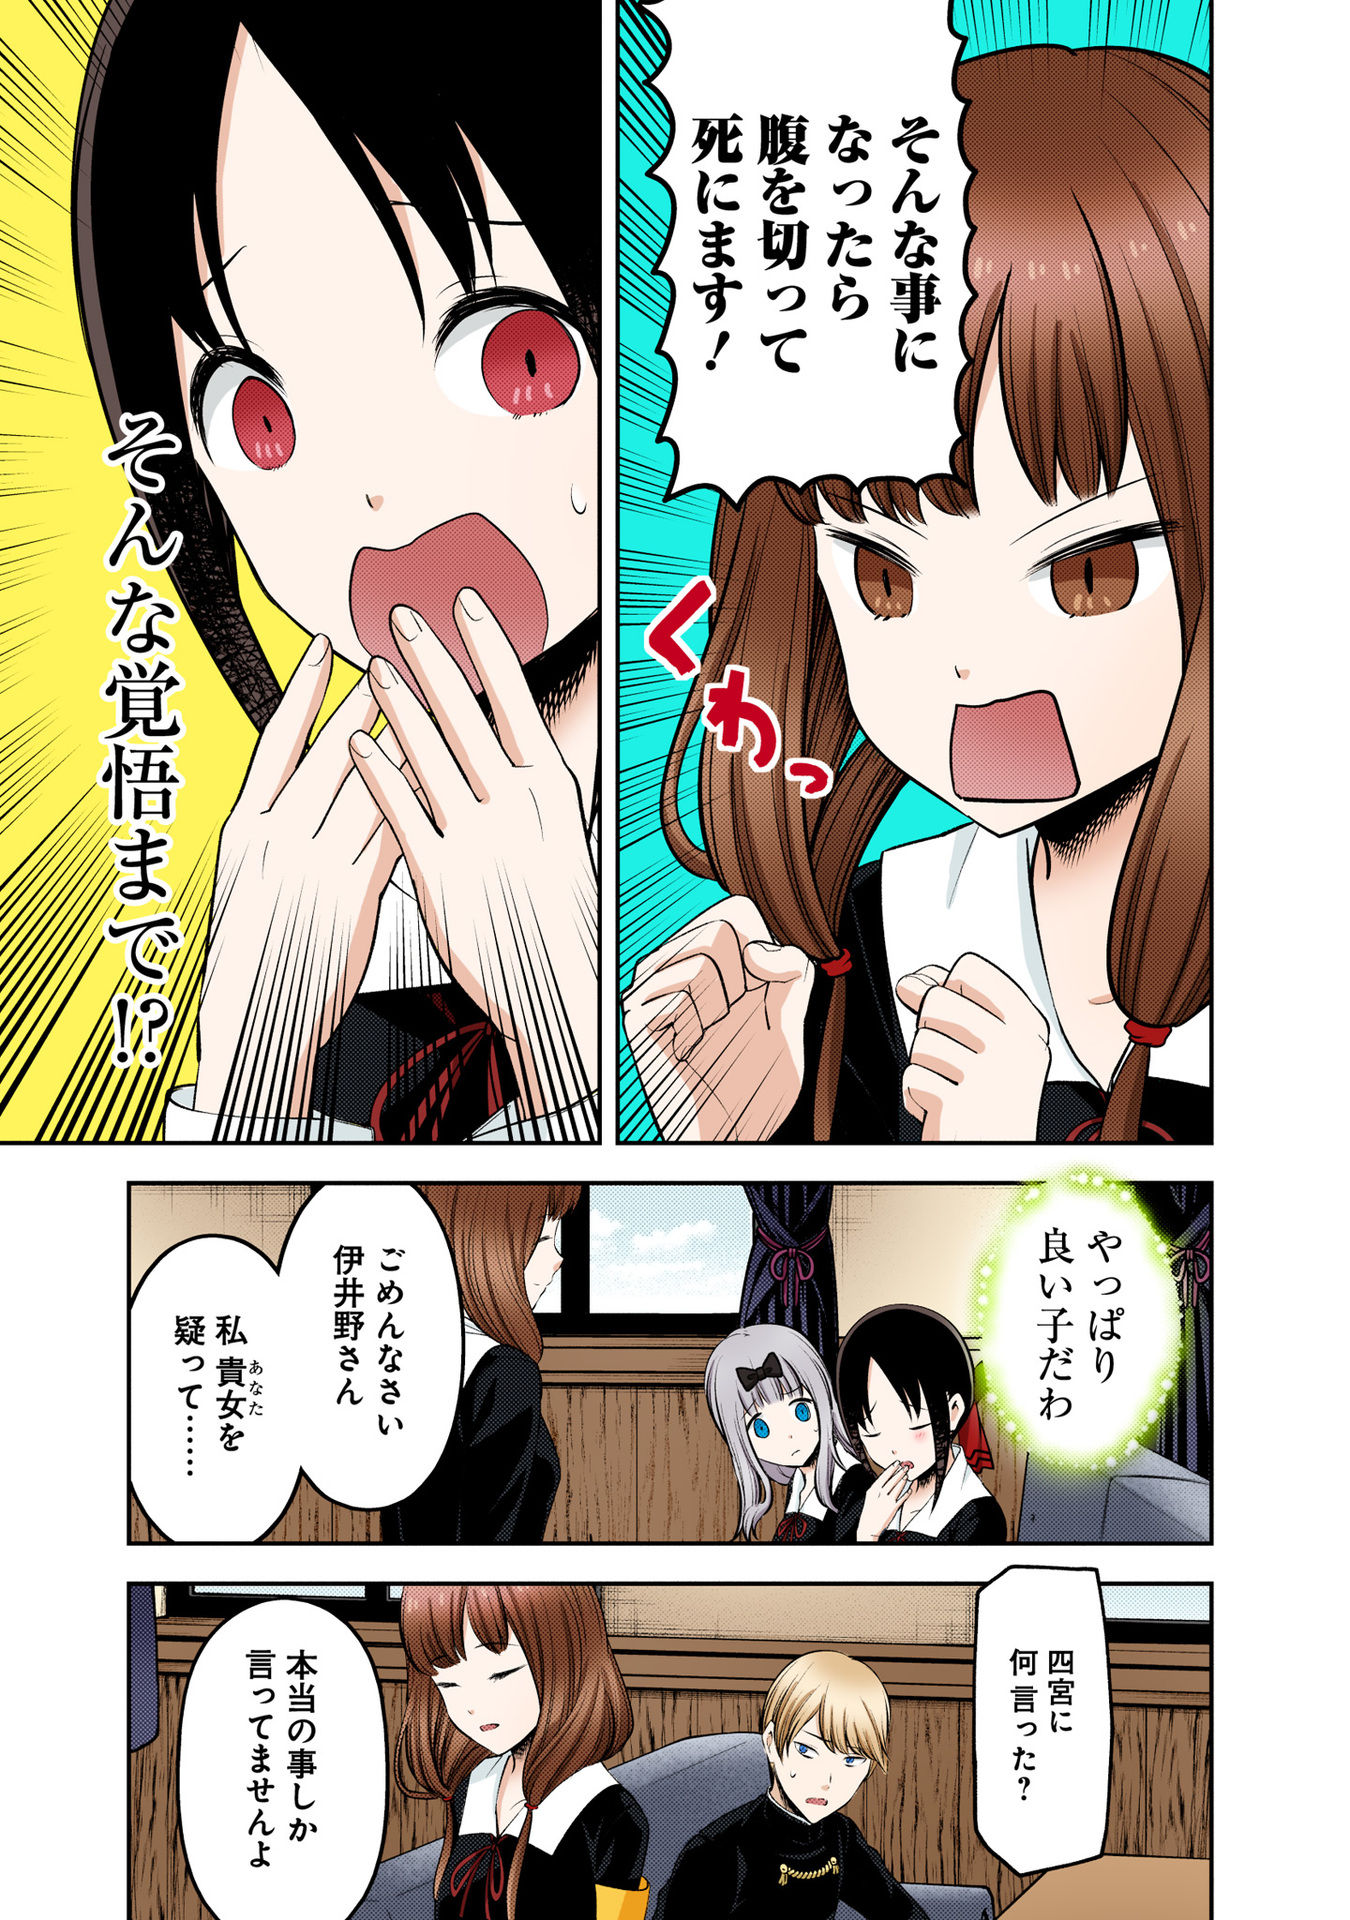 そんな事に
なったら
腹を切って
死にます！
くわっ
そんな覚悟まで!?
やっぱり
良い子だわ
ごめんなさい
伊井野さん
私貴女を
あなた
疑って……
四宮に
何言った？
本当の事しか
言ってませんよ